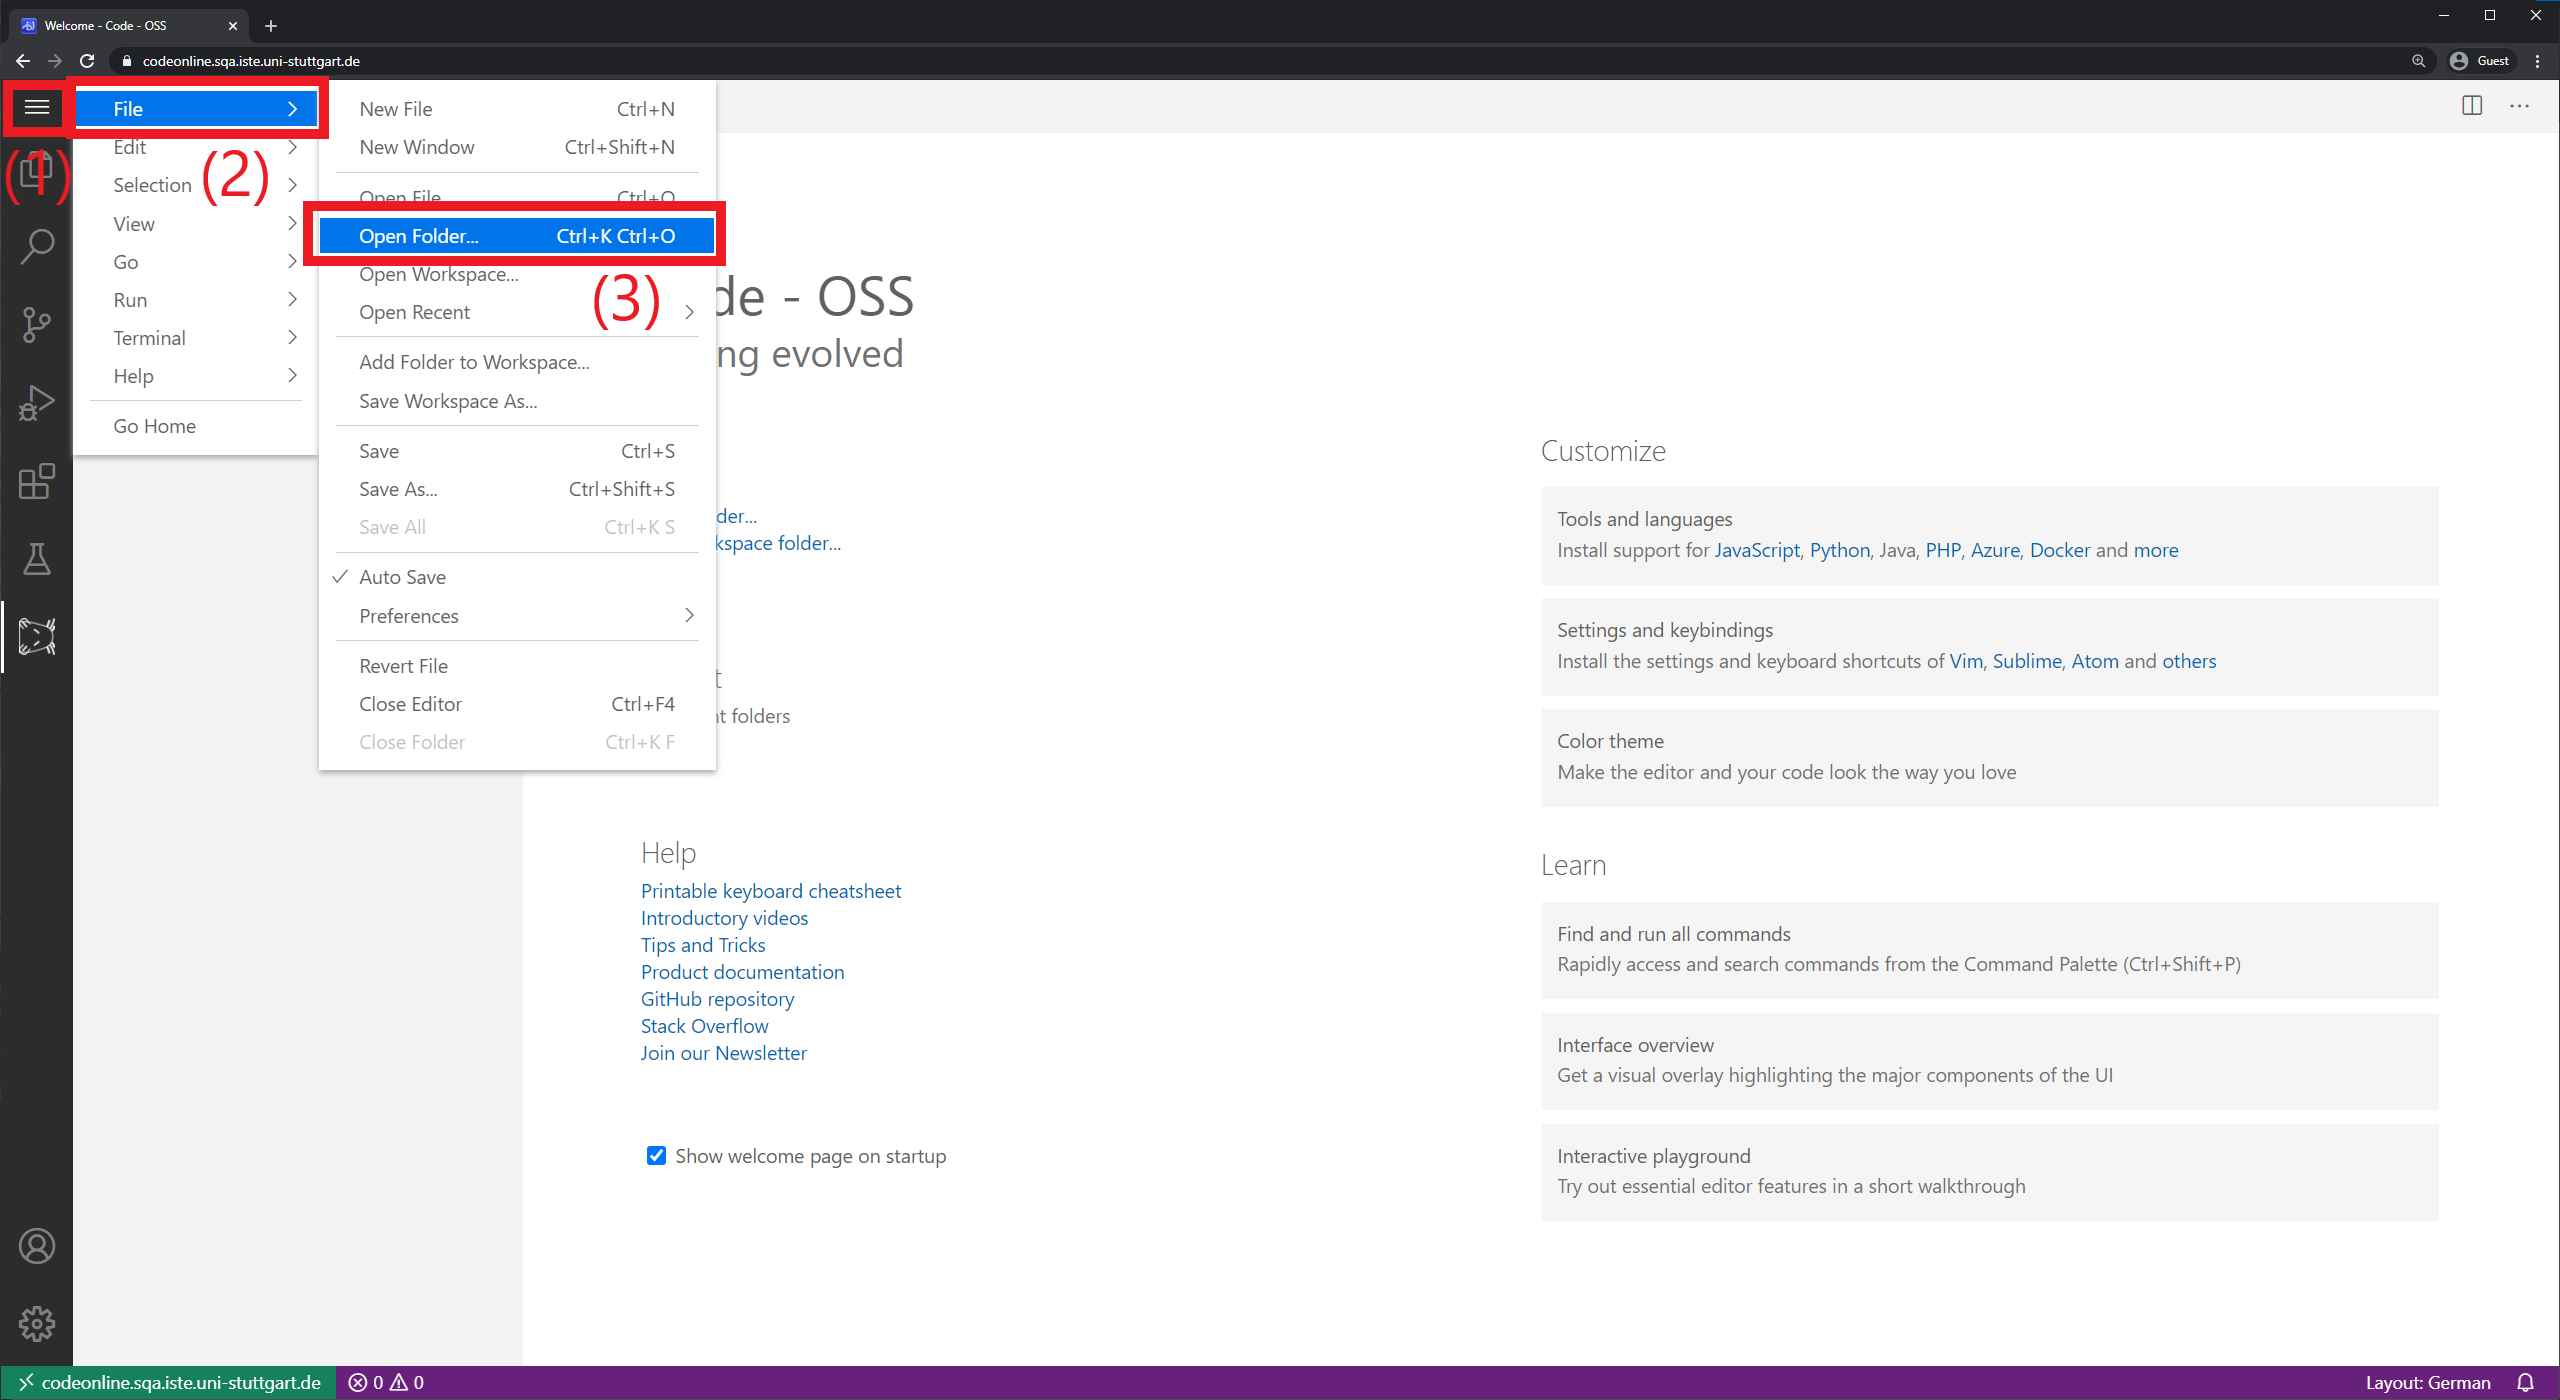 Welcome - Code - OSS
codeonline.sqa.iste.uni-stuttgart.de
Guest
(1)
File
Edit
(2)
Selection
View
Go
Run
Terminal
Help
Go Home
New File Ctrl+N
New Window Ctrl+Shift+N
Open File Ctrl+O
Open Folder... Ctrl+K Ctrl+O
Open Workspace...
(3)
Open Recent
Add Folder to Workspace...
Save Workspace As...
Save Ctrl+S
Save As... Ctrl+Shift+S
Save All Ctrl+K S
Auto Save
Preferences
Revert File
Close Editor Ctrl+F4
Close Folder Ctrl+K F
de - OSS
ng evolved
der...
kspace folder...
t
nt folders
Help
Printable keyboard cheatsheet
Introductory videos
Tips and Tricks
Product documentation
GitHub repository
Stack Overflow
Join our Newsletter
Show welcome page on startup
Customize
Tools and languages
Install support for JavaScript, Python, Java, PHP, Azure, Docker and more
Settings and keybindings
Install the settings and keyboard shortcuts of Vim, Sublime, Atom and others
Color theme
Make the editor and your code look the way you love
Learn
Find and run all commands
Rapidly access and search commands from the Command Palette (Ctrl+Shift+P)
Interface overview
Get a visual overlay highlighting the major components of the UI
Interactive playground
Try out essential editor features in a short walkthrough
codeonline.sqa.iste.uni-stuttgart.de 0 0 Layout: German